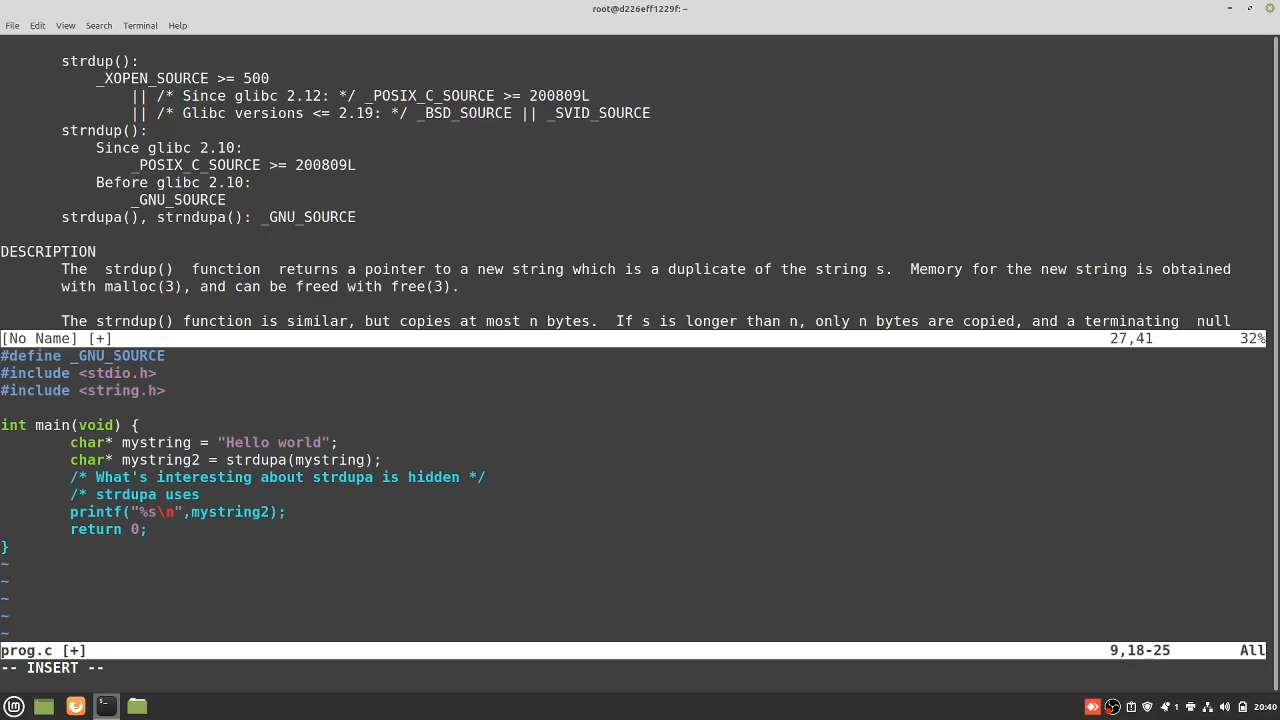 root@d226eff1229f: ~
File Edit View Search Terminal Help
strdup():
_XOPEN_SOURCE >= 500
|| /* Since glibc 2.12: */ _POSIX_C_SOURCE >= 200809L
|| /* Glibc versions <= 2.19: */ _BSD_SOURCE || _SVID_SOURCE
strndup():
Since glibc 2.10:
_POSIX_C_SOURCE >= 200809L
Before glibc 2.10:
_GNU_SOURCE
strdupa(), strndupa(): _GNU_SOURCE
DESCRIPTION
The strdup() function returns a pointer to a new string which is a duplicate of the string s. Memory for the new string is obtained
with malloc(3), and can be freed with free(3).
The strndup() function is similar, but copies at most n bytes. If s is longer than n, only n bytes are copied, and a terminating null
[No Name] [+] 27,41 32%
#define _GNU_SOURCE
#include <stdio.h>
#include <string.h>
int main(void) {
char* mystring = "Hello world";
char* mystring2 = strdupa(mystring);
/* What's interesting about strdupa is hidden */
/* strdupa uses
printf("%s\n",mystring2);
return 0;
}
~
~
~
~
~
prog.c [+] 9,18-25 All
-- INSERT --
1 20:40